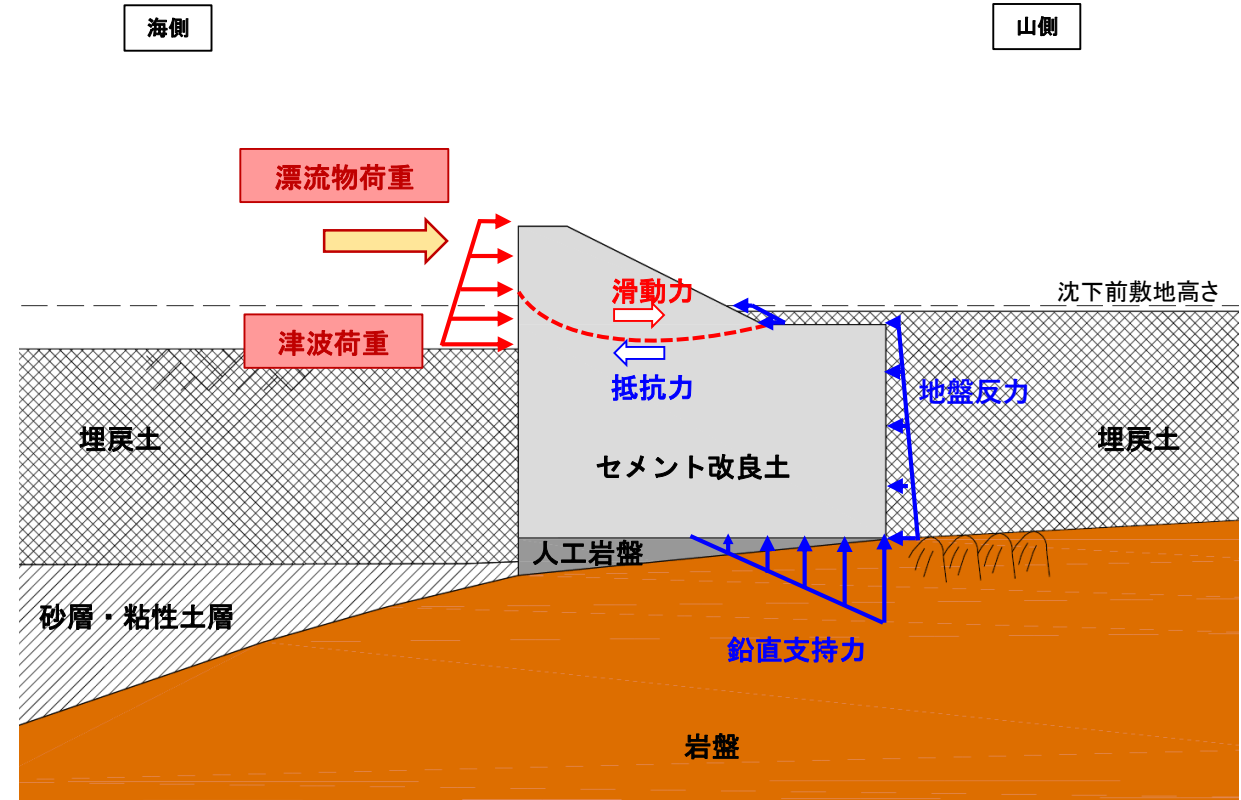 海側
山側
漂流物荷重
滑動力
沈下前敷地高さ
津波荷重
抵抗力
地盤反力
埋戻土
埋戻土
セメント改良土
人工岩盤
砂層・粘性土層
鉛直支持力
岩盤